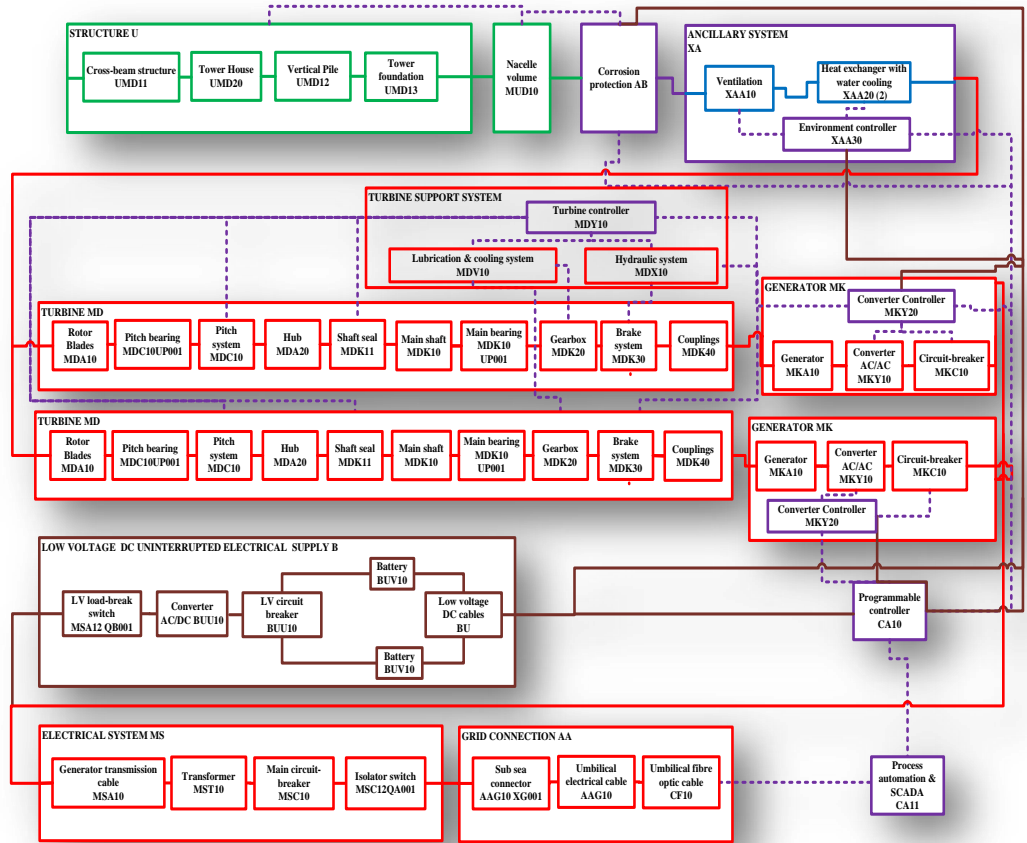 STRUCTURE U
Cross-beam structure
UMD11
Tower House
UMD20
Vertical Pile
UMD12
Tower
foundation
UMD13
Nacelle
volume
MUD10
Corrosion
protection AB
ANCILLARY SYSTEM
XA
Ventilation
XAA10
Heat exchanger with
water cooling
XAA20 (2)
Environment controller
XAA30
TURBINE SUPPORT SYSTEM
Turbine controller
MDY10
Lubrication & cooling system
MDV10
Hydraulic system
MDX10
TURBINE MD
Rotor
Blades
MDA10
Pitch bearing
MDC10UP001
Pitch
system
MDC10
Hub
MDA20
Shaft seal
MDK11
Main shaft
MDK10
Main bearing
MDK10
UP001
Gearbox
MDK20
Brake
system
MDK30
Couplings
MDK40
GENERATOR MK
Converter Controller
MKY20
Generator
MKA10
Converter
AC/AC
MKY10
Circuit-breaker
MKC10
TURBINE MD
Rotor
Blades
MDA10
Pitch bearing
MDC10UP001
Pitch
system
MDC10
Hub
MDA20
Shaft seal
MDK11
Main shaft
MDK10
Main bearing
MDK10
UP001
Gearbox
MDK20
Brake
system
MDK30
Couplings
MDK40
GENERATOR MK
Generator
MKA10
Converter
AC/AC
MKY10
Circuit-breaker
MKC10
Converter Controller
MKY20
LOW VOLTAGE DC UNINTERRUPTED ELECTRICAL SUPPLY B
LV load-break
switch
MSA12 QB001
Converter
AC/DC BUU10
LV circuit
breaker
BUU10
Battery
BUV10
Battery
BUV10
Low voltage
DC cables
BU
Programmable
controller
CA10
ELECTRICAL SYSTEM MS
Generator transmission
cable
MSA10
Transformer
MST10
Main circuit-
breaker
MSC10
Isolator switch
MSC12QA001
GRID CONNECTION AA
Sub sea
connector
AAG10 XG001
Umbilical
electrical cable
AAG10
Umbilical fibre
optic cable
CF10
Process
automation &
SCADA
CA11